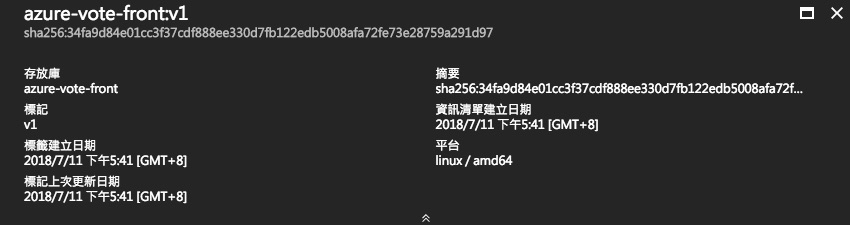 azure-vote-front:v1
sha256:34fa9d84e01cc3f37cdf888ee330d7fb122edb5008afa72fe73e28759a291d97
存放庫
azure-vote-front
標記
v1
標籤建立日期
2018/7/11 下午5:41 [GMT+8]
標記上次更新日期
2018/7/11 下午5:41 [GMT+8]
摘要
sha256:34fa9d84e01cc3f37cdf888ee330d7fb122edb5008afa72f...
資訊清單建立日期
2018/7/11 下午5:41 [GMT+8]
平台
linux / amd64